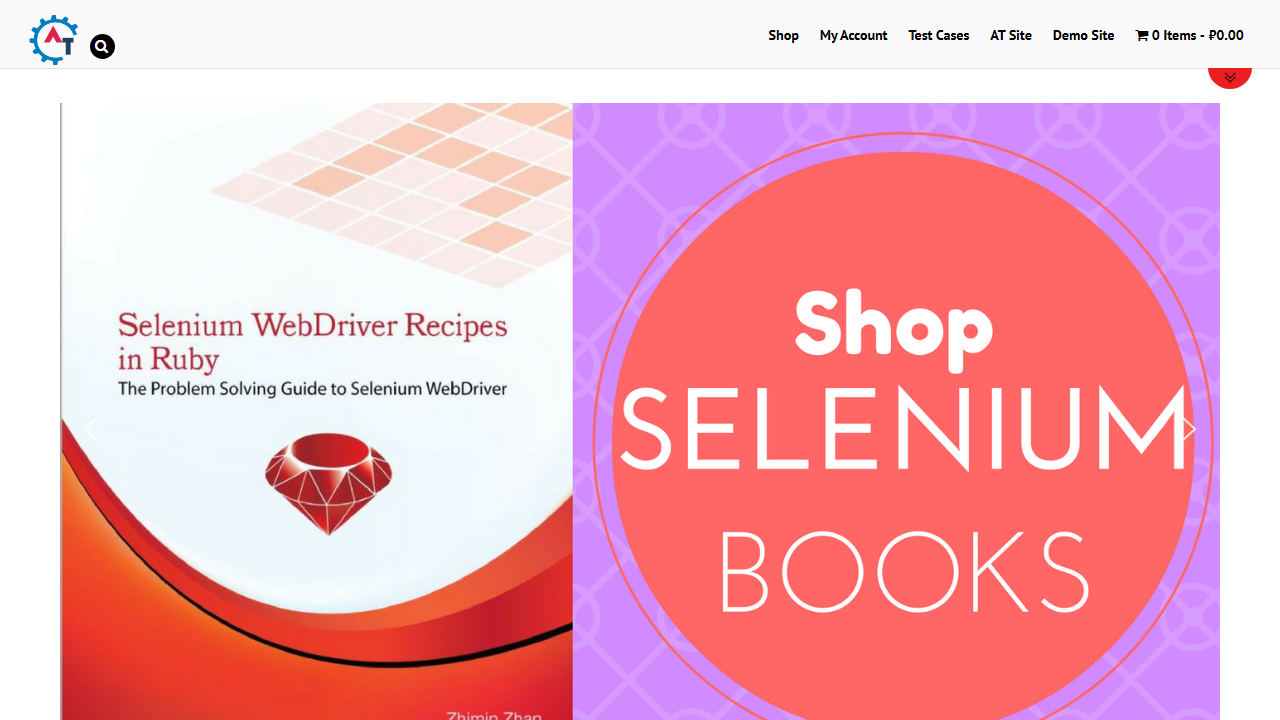 AT
Shop
My Account
Test Cases
AT Site
Demo Site
0 Items - ₽0.00
Selenium WebDriver Recipes
in Ruby
The Problem Solving Guide to Selenium WebDriver
Zhimin Zhan
Shop
SELENIUM
BOOKS